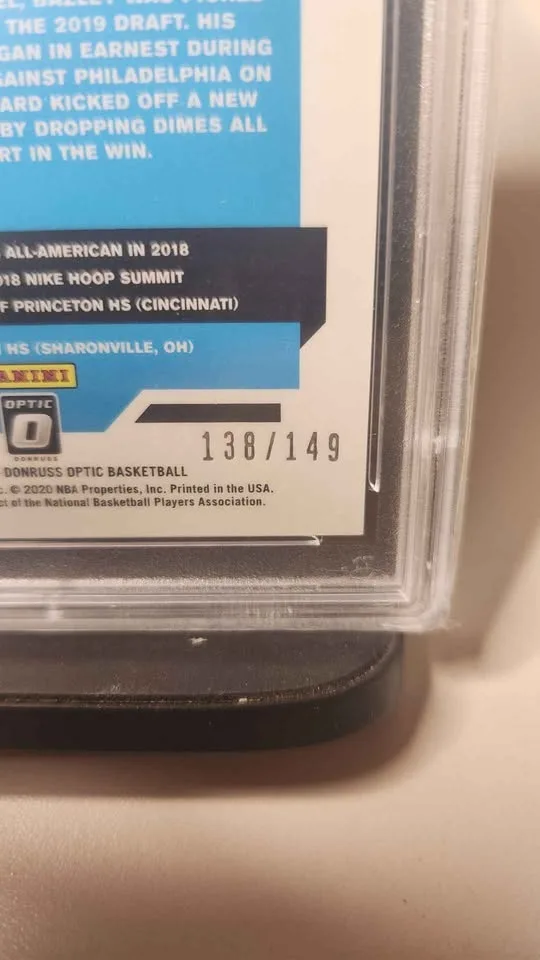 THE 2019 DRAFT. HIS
GAN IN EARNEST DURING
AINST PHILADELPHIA ON
ARD KICKED OFF A NEW
BY DROPPING DIMES ALL
RT IN THE WIN.
ALL-AMERICAN IN 2018
018 NIKE HOOP SUMMIT
F PRINCETON HS (CINCINNATI)
HS (SHARONVILLE, OH)
ANINI
OPTIC
DONRUSS
138/149
DONRUSS OPTIC BASKETBALL
c. © 2020 NBA Properties, Inc. Printed in the USA.
ct of the National Basketball Players Association.